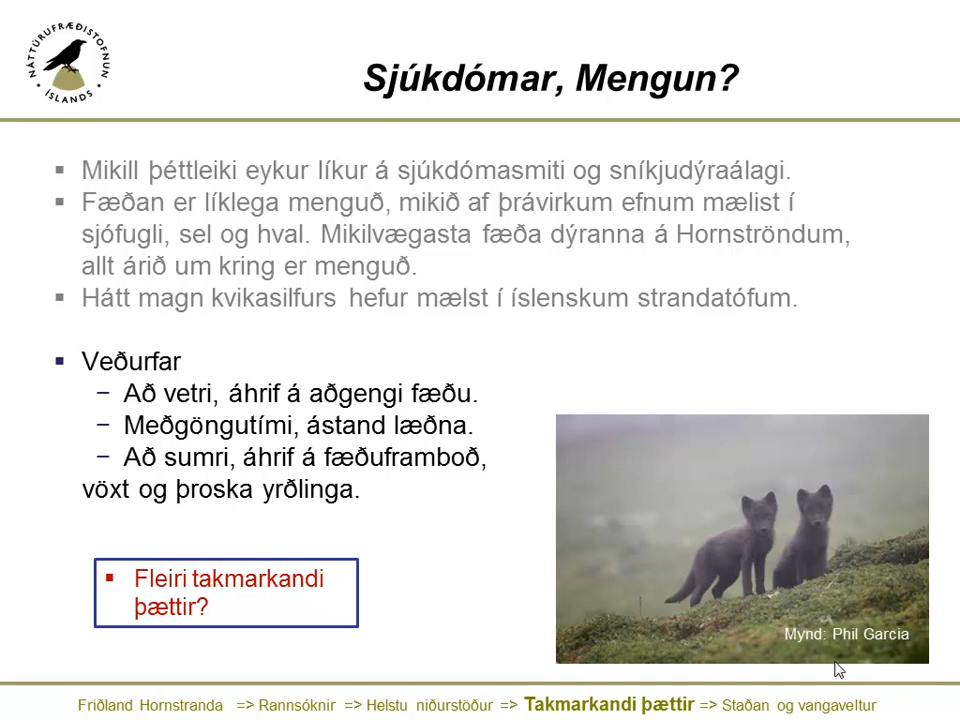 NÁTTÚRUFRÆÐISTOFNUN
• ÍSLANDS •
Sjúkdómar, Mengun?
▪ Mikill þéttleiki eykur líkur á sjúkdómasmiti og sníkjudýraálagi.
▪ Fæðan er líklega menguð, mikið af þrávirkum efnum mælist í
sjófugli, sel og hval. Mikilvægasta fæða dýranna á Hornströndum,
allt árið um kring er menguð.
▪ Hátt magn kvikasilfurs hefur mælst í íslenskum strandatófum.
▪ Veðurfar
− Að vetri, áhrif á aðgengi fæðu.
− Meðgöngutími, ástand læðna.
− Að sumri, áhrif á fæðuframboð,
vöxt og þroska yrðlinga.
▪ Fleiri takmarkandi
þættir?
Mynd: Phil Garcia
Friðland Hornstranda => Rannsóknir => Helstu niðurstöður => Takmarkandi þættir => Staðan og vangaveltur